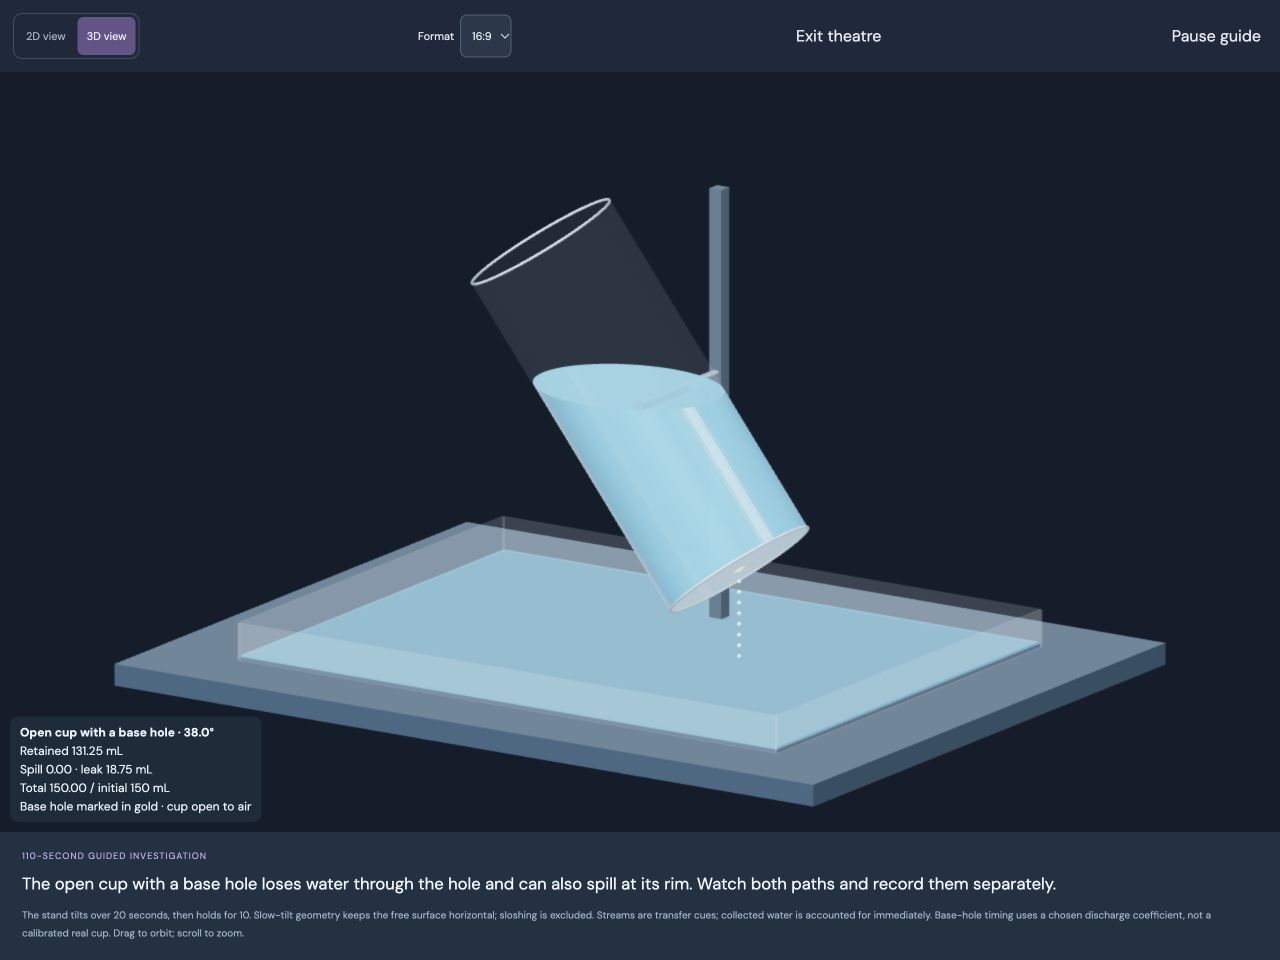 2D view
3D view
Format
16:9
Exit theatre
Pause guide
Open cup with a base hole · 38.0°
Retained 131.25 mL
Spill 0.00 · leak 18.75 mL
Total 150.00 / initial 150 mL
Base hole marked in gold · cup open to air
110-SECOND GUIDED INVESTIGATION
The open cup with a base hole loses water through the hole and can also spill at its rim. Watch both paths and record them separately.
The stand tilts over 20 seconds, then holds for 10. Slow-tilt geometry keeps the free surface horizontal; sloshing is excluded. Streams are transfer cues; collected water is accounted for immediately. Base-hole timing uses a chosen discharge coefficient, not a
calibrated real cup. Drag to orbit; scroll to zoom.